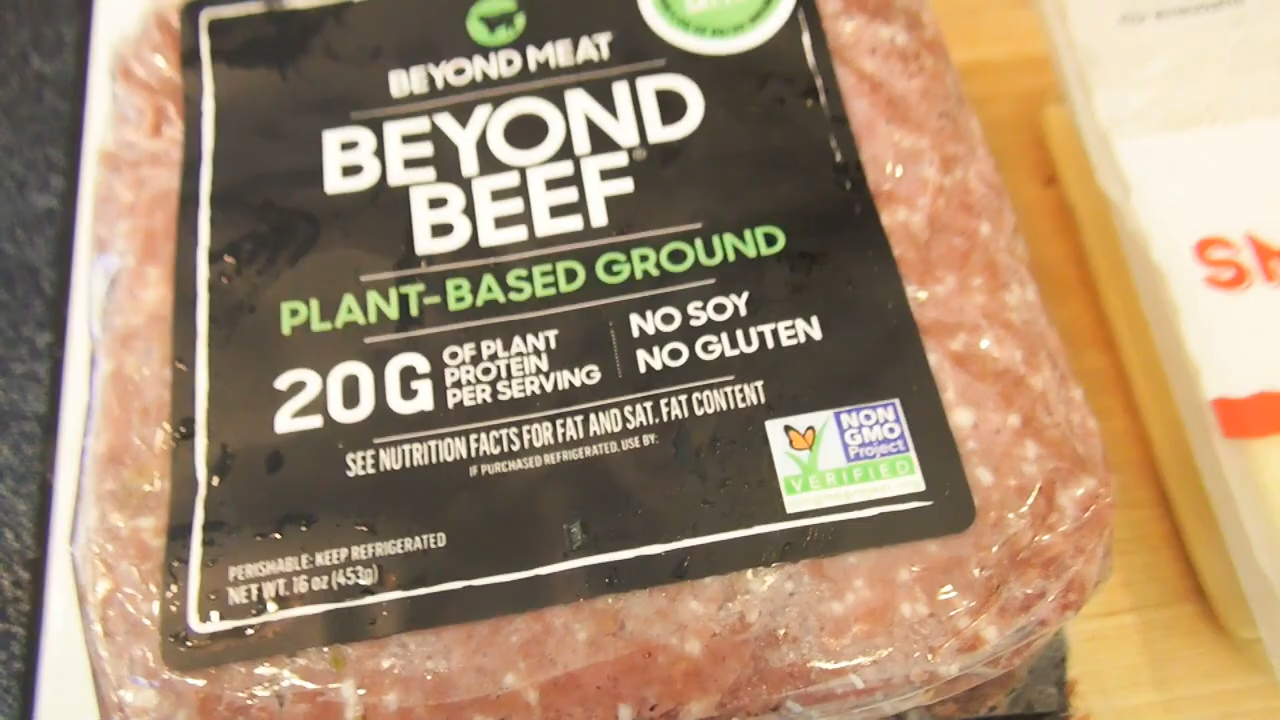 BEYOND MEAT
BEYOND
BEEF
PLANT-BASED GROUND
20G
OF PLANT
PROTEIN
PER SERVING
NO SOY
NO GLUTEN
SEE NUTRITION FACTS FOR FAT AND SAT. FAT CONTENT
IF PURCHASED REFRIGERATED, USE BY:
NON
GMO
Project
VERIFIED
PERISHABLE: KEEP REFRIGERATED
NET WT. 16 oz (453g)